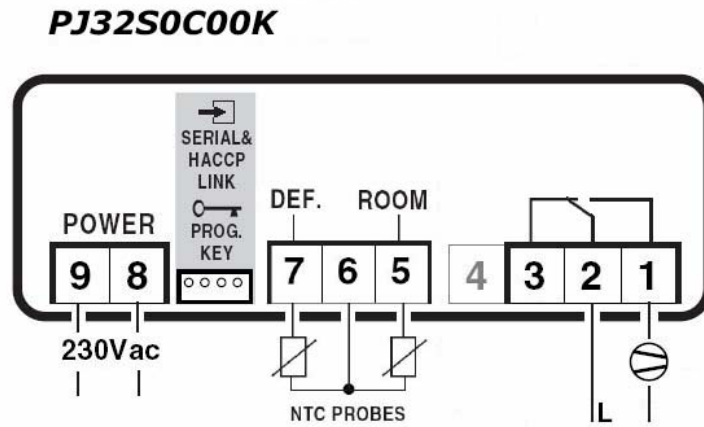 PJ32S0C00K
SERIAL&
HACCP
LINK
PROG.
KEY
POWER
DEF. ROOM
9 8 7 6 5 4 3 2 1
230Vac
NTC PROBES
L